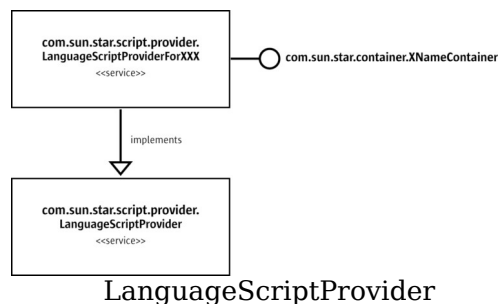 com.sun.star.script.provider.
LanguageScriptProviderForXXX
<<service>>
com.sun.star.container.XNameContainer
implements
com.sun.star.script.provider.
LanguageScriptProvider
<<service>>
LanguageScriptProvider